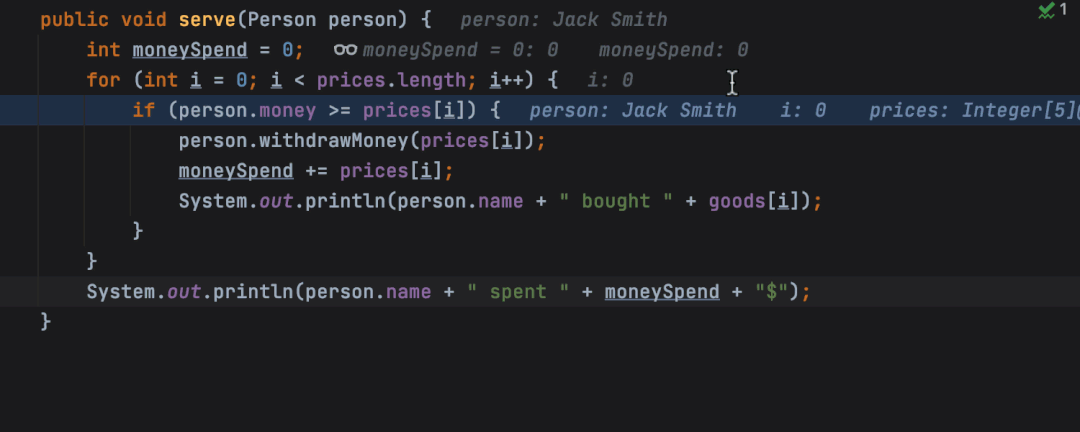 public void serve(Person person) {   person: Jack Smith
1
int moneySpend = 0;   moneySpend = 0: 0   moneySpend: 0
for (int i = 0; i < prices.length; i++) {   i: 0
if (person.money >= prices[i]) {   person: Jack Smith   i: 0   prices: Integer[5]
person.withdrawMoney(prices[i]);
moneySpend += prices[i];
System.out.println(person.name + " bought " + goods[i]);
}
}
System.out.println(person.name + " spent " + moneySpend + "$");
}